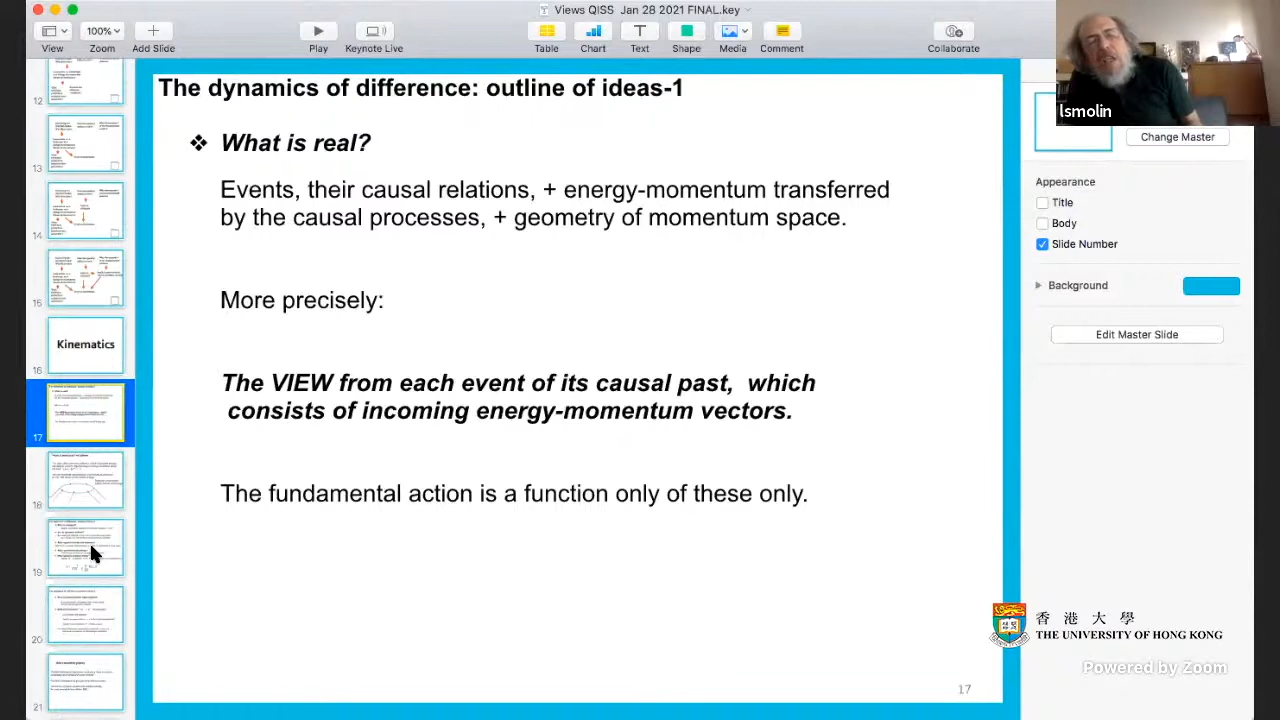 Views QISS Jan 28 2021 FINAL.key
100%
View
Zoom
Add Slide
Play
Keynote Live
Table
Chart
Text
Shape
Media
Comment
Collaborate
lsmolin
Change Master
Appearance
Title
Body
Slide Number
Background
Edit Master Slide
12
13
14
15
Kinematics
16
17
18
19
20
21
The dynamics of difference: outline of ideas-1
❖ What is real?
Events, their causal relations, + energy-momentum transferred
by the causal processes, + geometry of momentum space.
More precisely:
The VIEW from each event of its causal past, which
consists of incoming energy-momentum vectors.
The fundamental action is a function only of these only.
17
香港大學
THE UNIVERSITY OF HONG KONG
Powered by Zoom